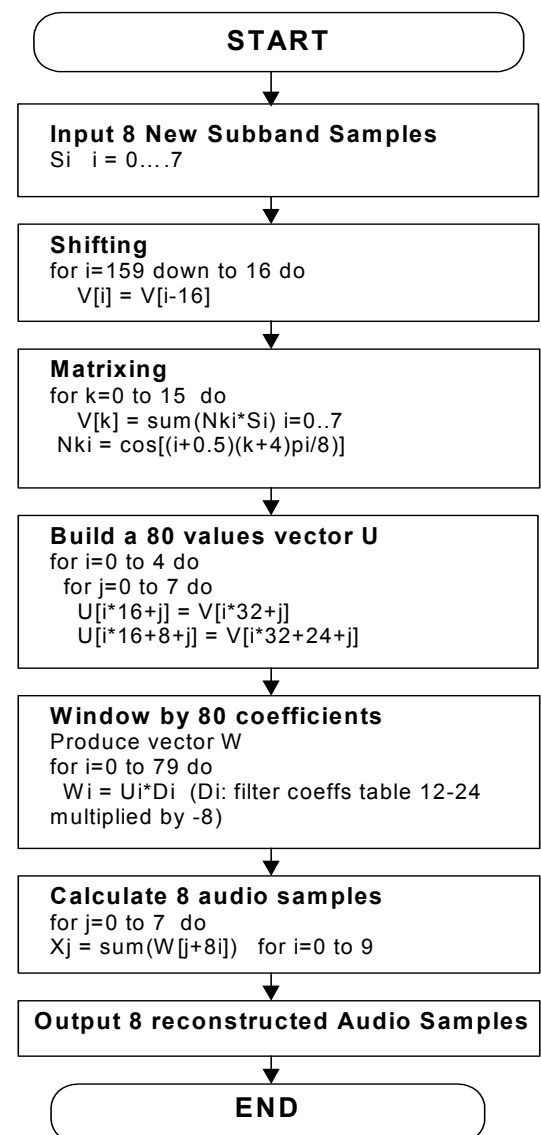 START
Input 8 New Subband Samples
Si i = 0....7
Shifting
for i=159 down to 16 do
V[i] = V[i-16]
Matrixing
for k=0 to 15 do
V[k] = sum(Nki*Si) i=0..7
Nki = cos[(i+0.5)(k+4)pi/8)]
Build a 80 values vector U
for i=0 to 4 do
for j=0 to 7 do
U[i*16+j] = V[i*32+j]
U[i*16+8+j] = V[i*32+24+j]
Window by 80 coefficients
Produce vector W
for i=0 to 79 do
Wi = Ui*Di (Di: filter coeffs table 12-24
multiplied by -8)
Calculate 8 audio samples
for j=0 to 7 do
Xj = sum(W[j+8i]) for i=0 to 9
Output 8 reconstructed Audio Samples
END